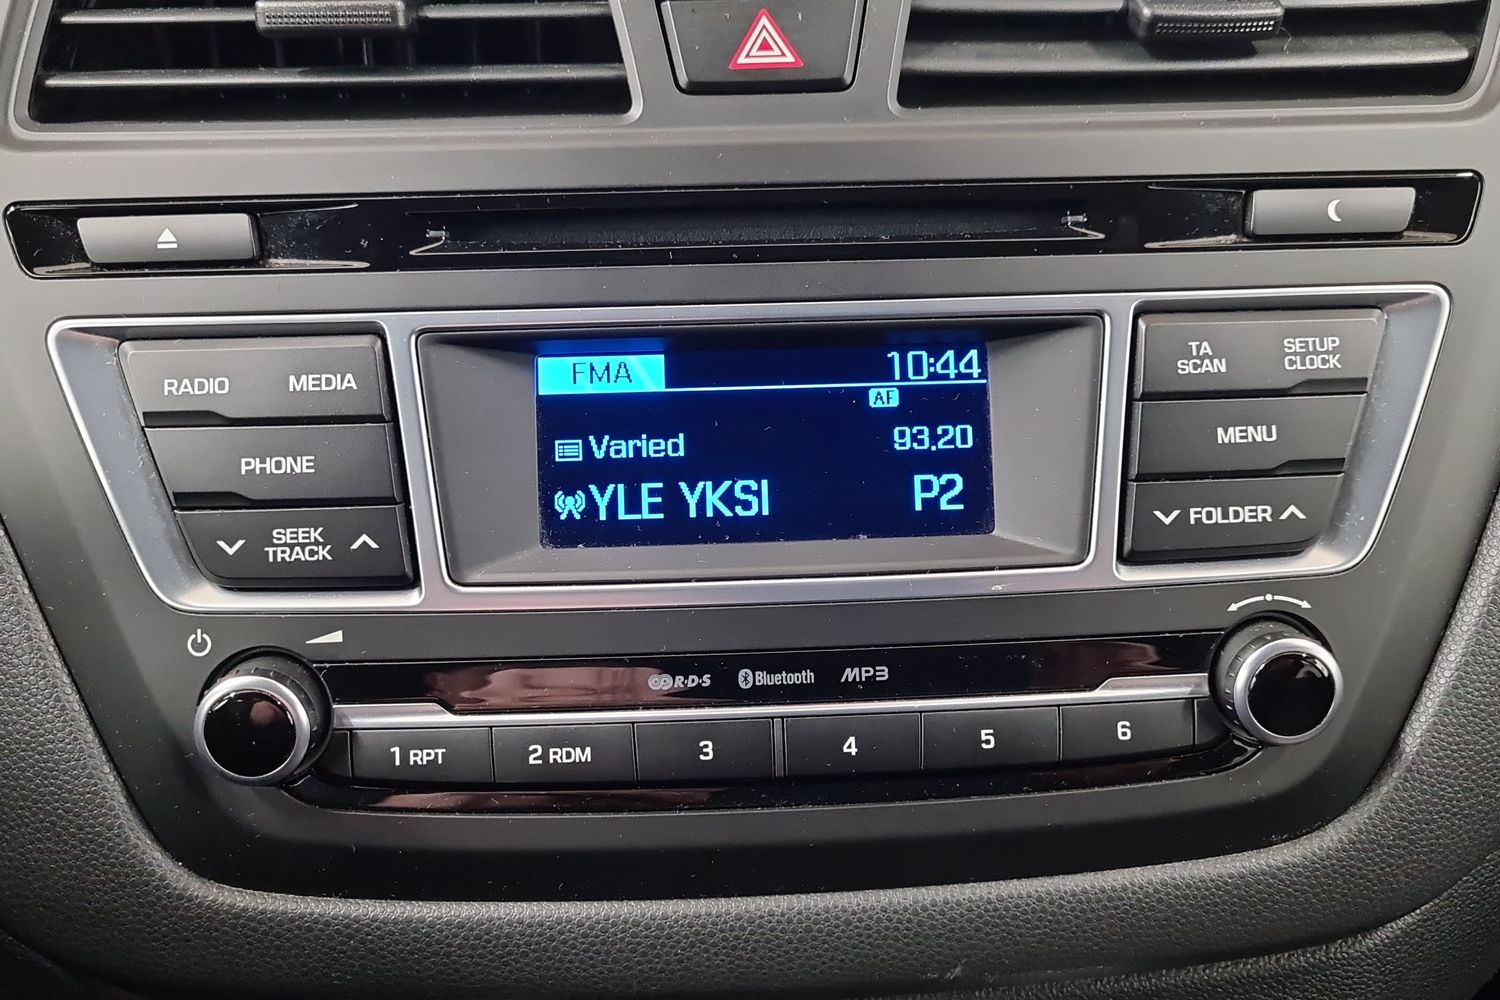 RADIO MEDIA
PHONE
SEEK
TRACK
FMA 10:44
AF
Varied 93.20
YLE YKSI P2
TA
SCAN
SETUP
CLOCK
MENU
FOLDER
R·D·S Bluetooth MP3
1 RPT 2 RDM 3 4 5 6